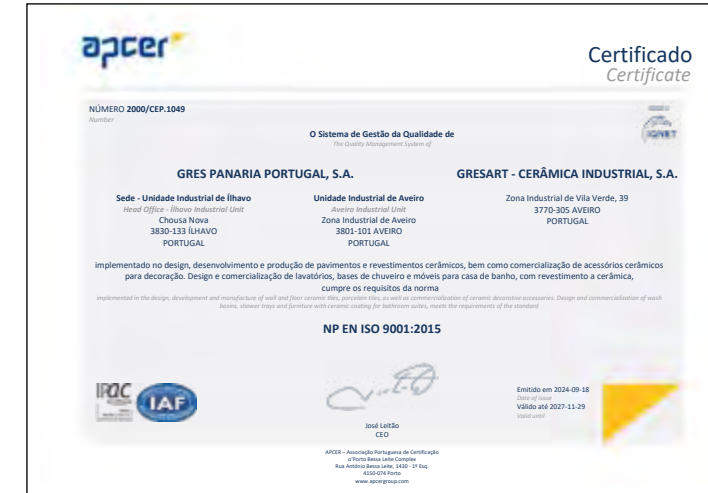 apcer
Certificado
Certificate
NÚMERO 2000/CEP.1049
Number
IQNET
O Sistema de Gestão da Qualidade de
The Quality Management System of
GRES PANARIA PORTUGAL, S.A.
GRESART - CERÂMICA INDUSTRIAL, S.A.
Sede - Unidade Industrial de Ílhavo
Head Office - Ílhavo Industrial Unit
Chousa Nova
3830-133 ÍLHAVO
PORTUGAL
Unidade Industrial de Aveiro
Aveiro Industrial Unit
Zona Industrial de Aveiro
3801-101 AVEIRO
PORTUGAL
Zona Industrial de Vila Verde, 39
3770-305 AVEIRO
PORTUGAL
implementado no design, desenvolvimento e produção de pavimentos e revestimentos cerâmicos, bem como comercialização de acessórios cerâmicos
para decoração. Design e comercialização de lavatórios, bases de chuveiro e móveis para casa de banho, com revestimento a cerâmica,
cumpre os requisitos da norma
implemented in the design, development and manufacture of wall and floor ceramic tiles, porcelain tiles, as well as commercialization of ceramic decorative accessories. Design and commercialization of wash
basins, shower trays and furniture with ceramic coating for bathroom suites, meets the requirements of the standard
NP EN ISO 9001:2015
IPAC
IAF
José Leitão
CEO
Emitido em 2024-09-18
Date of issue
Válido até 2027-11-29
Valid until
APCER – Associação Portuguesa de Certificação
o'Porto Bessa Leite Complex
Rua António Bessa Leite, 1430 - 1º Esq.
4150-074 Porto
www.apcergroup.com